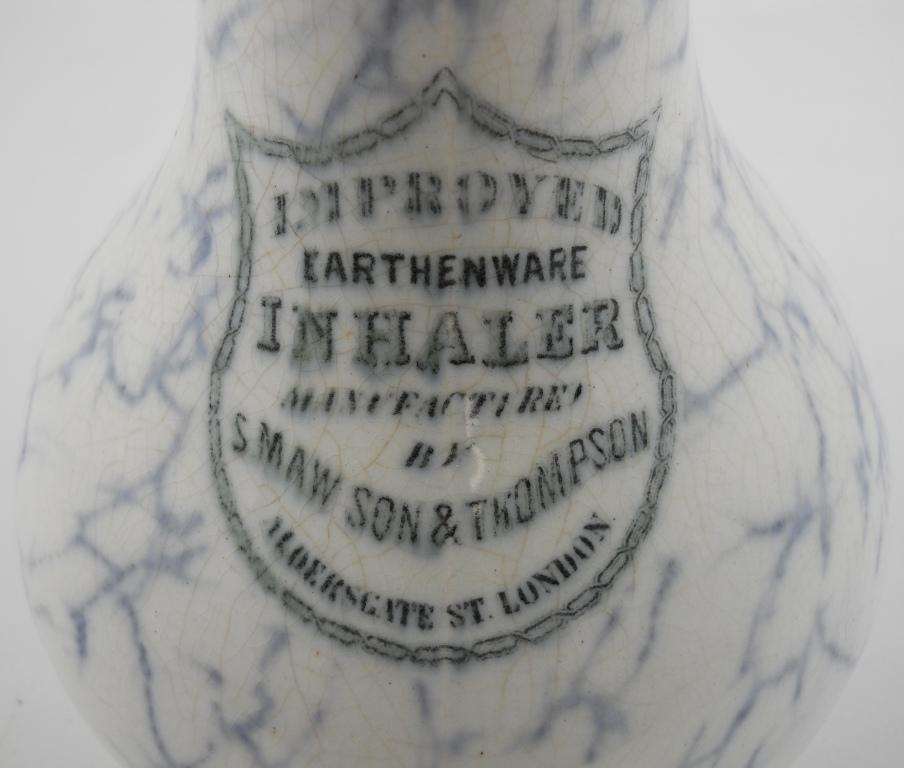 IMPROVED
EARTHENWARE
INHALER
MANUFACTURED
BY
S. MAW SON & THOMPSON
ALDERSGATE ST. LONDON